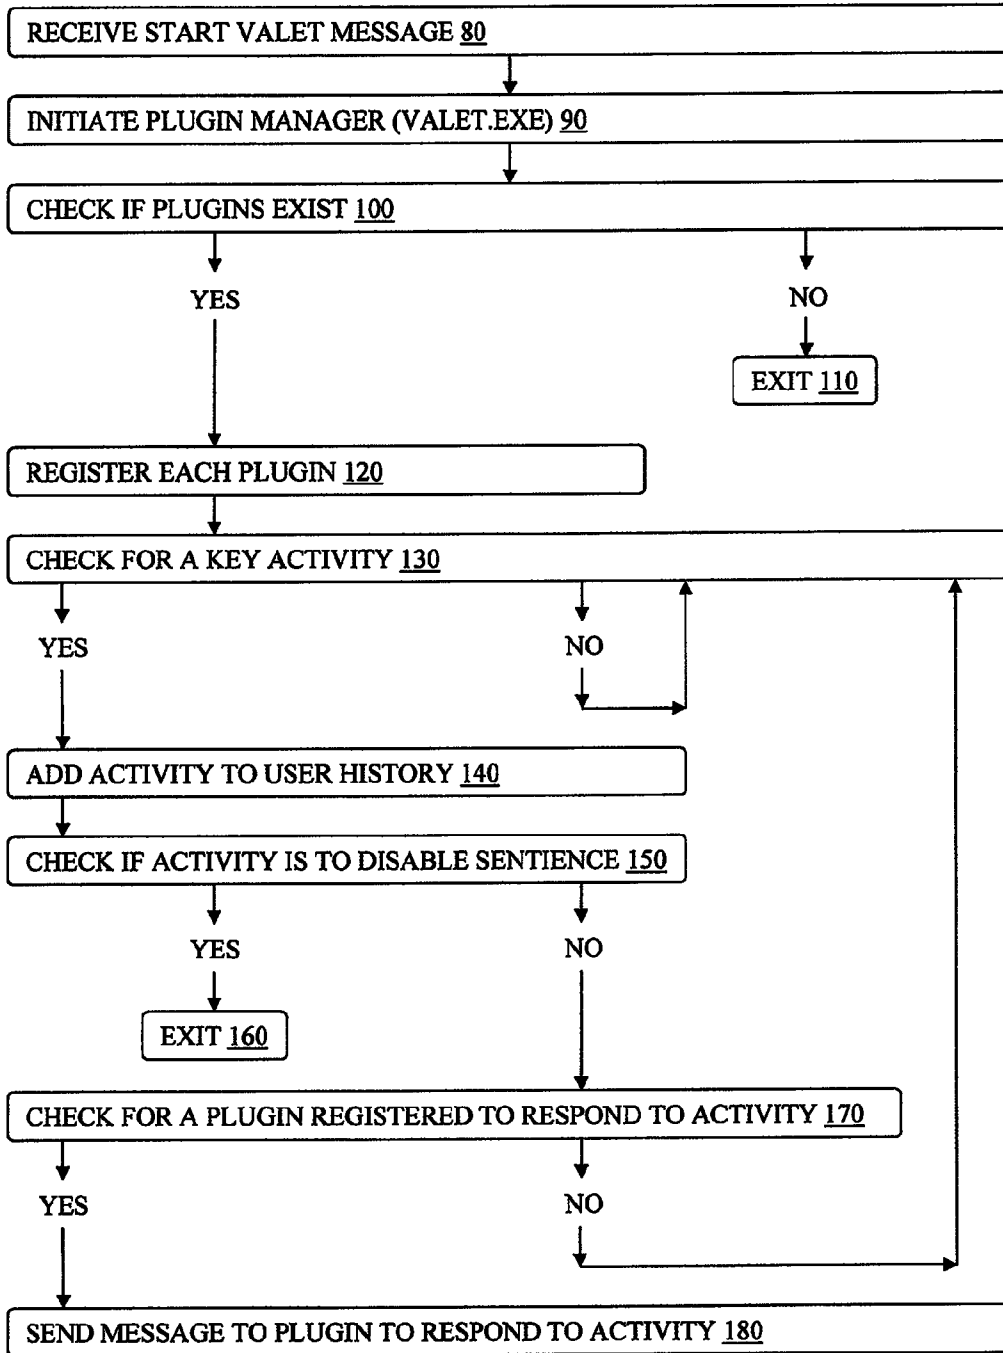 RECEIVE START VALET MESSAGE 80
INITIATE PLUGIN MANAGER (VALET.EXE) 90
CHECK IF PLUGINS EXIST 100
YES
NO
EXIT 110
REGISTER EACH PLUGIN 120
CHECK FOR A KEY ACTIVITY 130
YES
NO
ADD ACTIVITY TO USER HISTORY 140
CHECK IF ACTIVITY IS TO DISABLE SENTIENCE 150
YES
NO
EXIT 160
CHECK FOR A PLUGIN REGISTERED TO RESPOND TO ACTIVITY 170
YES
NO
SEND MESSAGE TO PLUGIN TO RESPOND TO ACTIVITY 180